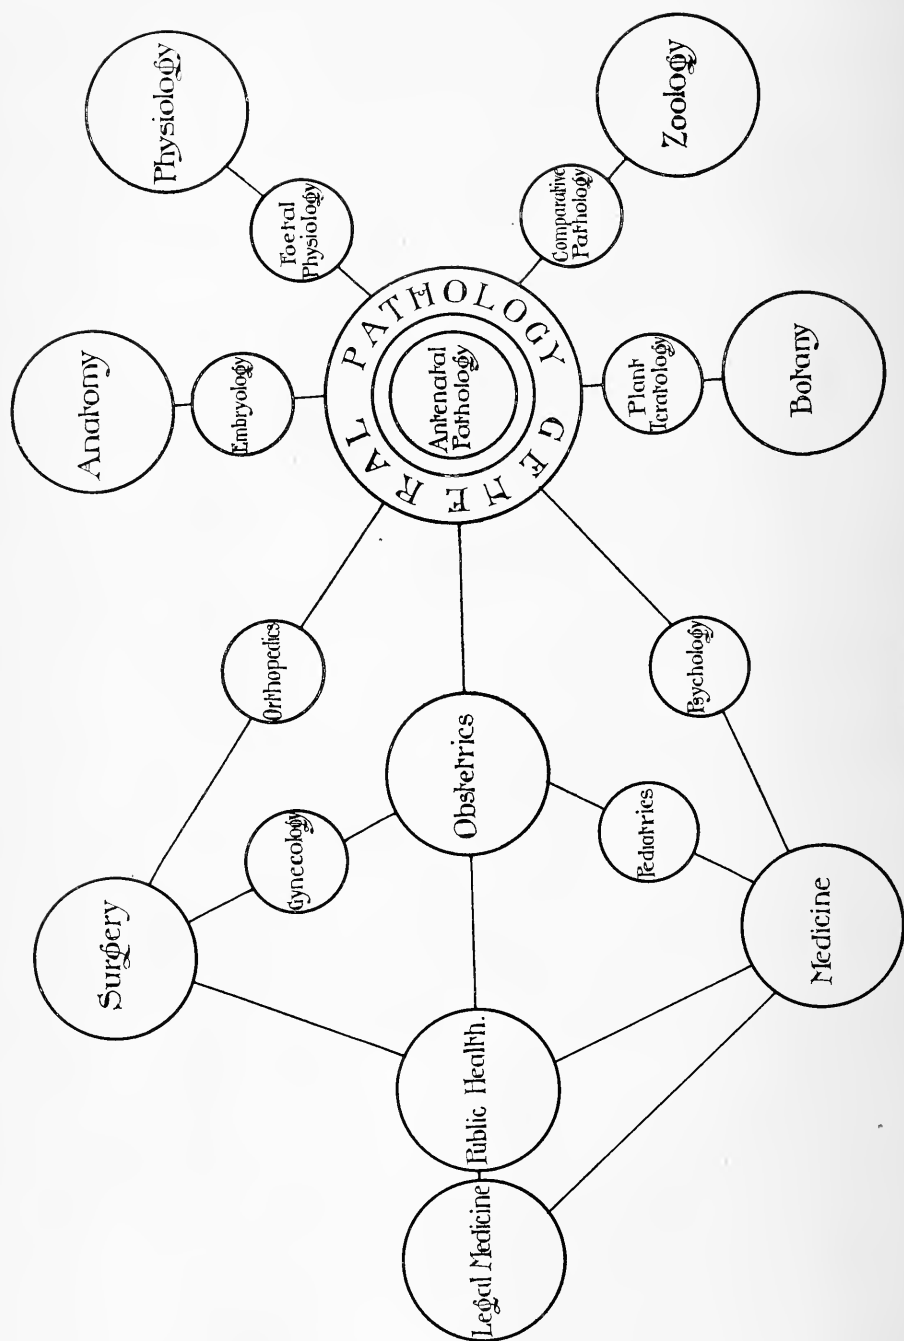 Surgery
Anatomy
Physiology
Gynecology
Orthopedics
Embryology
Foetal
Physiology
Legal Medicine
Public Health.
Obstetrics
GENERAL PATHOLOGY
Antenatal
Pathology
Pediatrics
Psychology
Plant
Teratology
Comparative
Pathology
Medicine
Botany
Zoology